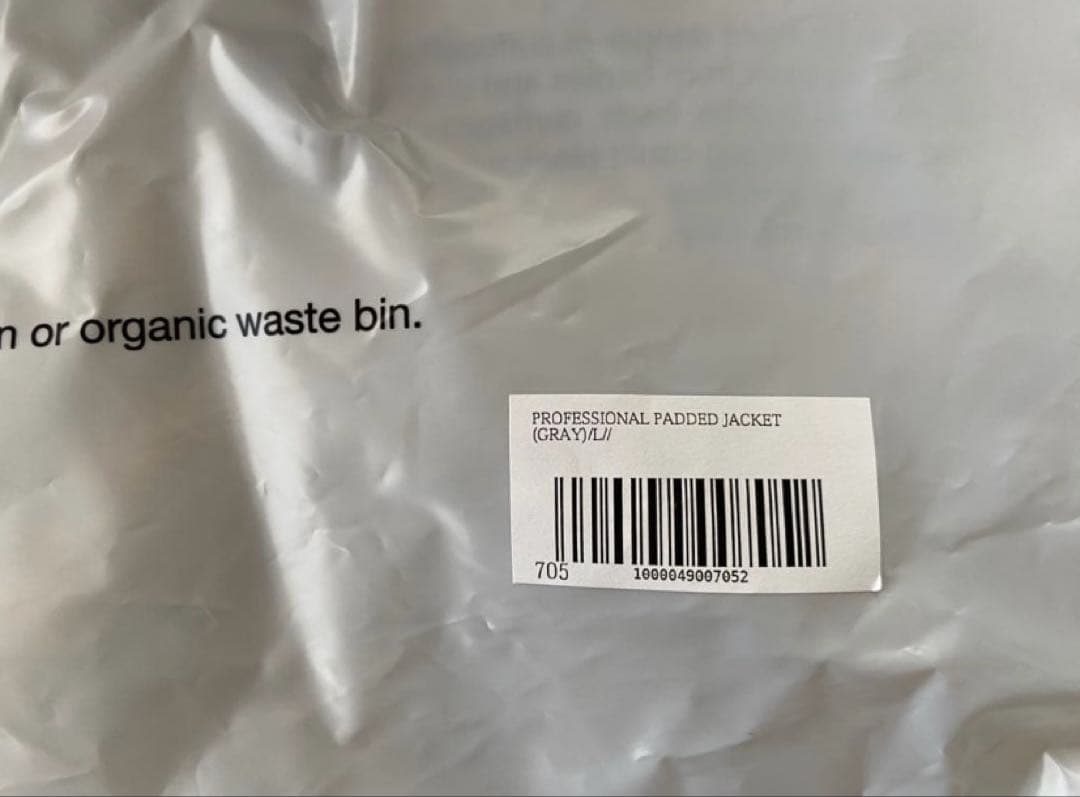 n or organic waste bin.
PROFESSIONAL PADDED JACKET
(GRAY)/L//
705
1000049007052